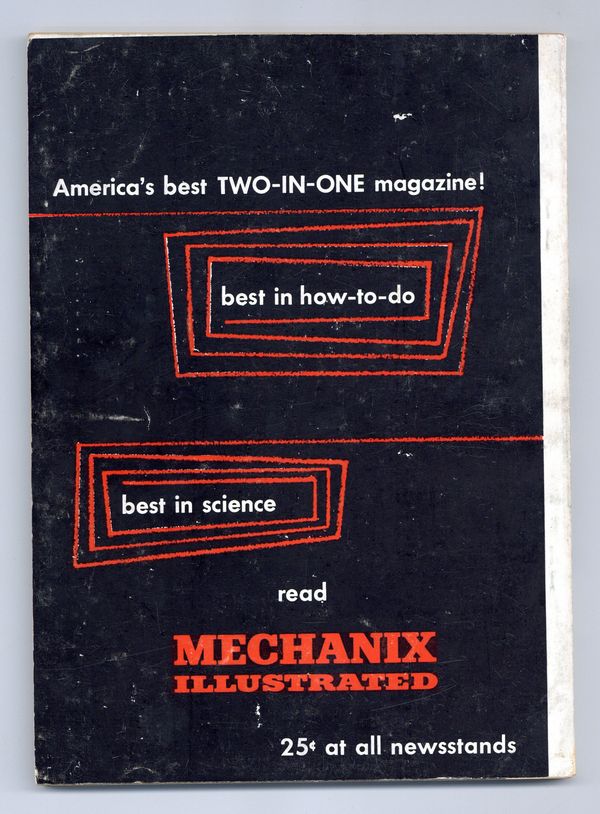 America's best TWO-IN-ONE magazine!
best in how-to-do
best in science
read
MECHANIX
ILLUSTRATED
25¢ at all newsstands